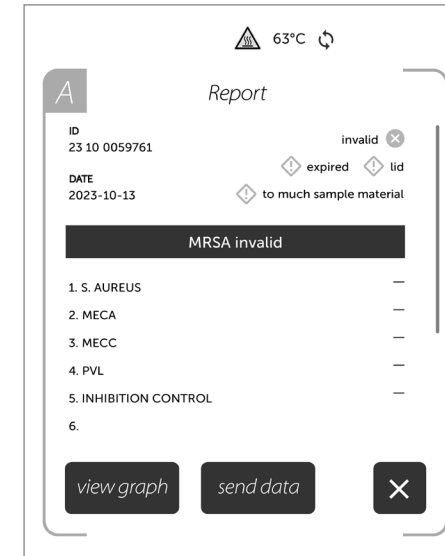 63°C
A
Report
ID
23 10 0059761
invalid
expired lid
DATE
2023-10-13
to much sample material
MRSA invalid
1. S. AUREUS –
2. MECA –
3. MECC –
4. PVL –
5. INHIBITION CONTROL –
6.
view graph send data ×